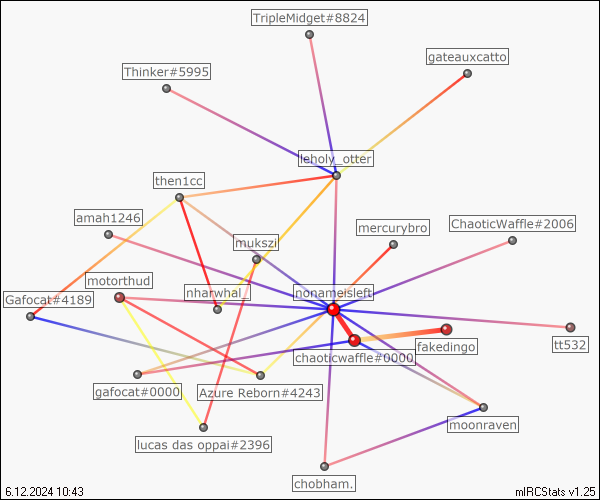 TripleMidget#8824
gateauxcatto
Thinker#5995
leholy_otter
then1cc
amah1246
mercurybro
ChaoticWaffle#2006
mukszi
motorthud
nharwhal_
nonameisleft
Gafocat#4189
tt532
chaoticwaffle#0000
fakedingo
gafocat#0000
Azure Reborn#4243
moonraven
lucas das oppai#2396
chobham.
6.12.2024 10:43
mIRCStats v1.25